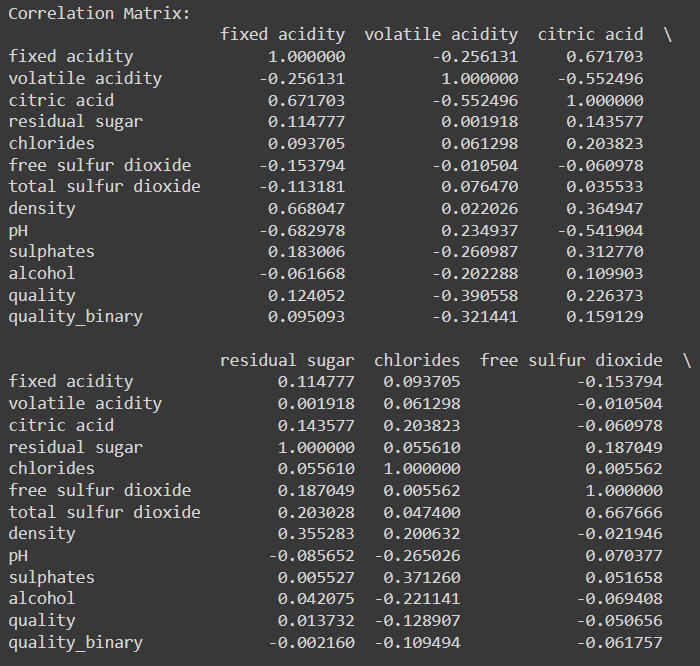 Correlation Matrix:
                      fixed acidity  volatile acidity  citric acid  \
fixed acidity              1.000000         -0.256131     0.671703
volatile acidity          -0.256131          1.000000    -0.552496
citric acid                0.671703         -0.552496     1.000000
residual sugar             0.114777          0.001918     0.143577
chlorides                  0.093705          0.061298     0.203823
free sulfur dioxide       -0.153794         -0.010504    -0.060978
total sulfur dioxide      -0.113181          0.076470     0.035533
density                    0.668047          0.022026     0.364947
pH                        -0.682978          0.234937    -0.541904
sulphates                  0.183006         -0.260987     0.312770
alcohol                   -0.061668         -0.202288     0.109903
quality                    0.124052         -0.390558     0.226373
quality_binary             0.095093         -0.321441     0.159129

                      residual sugar  chlorides  free sulfur dioxide  \
fixed acidity               0.114777   0.093705            -0.153794
volatile acidity            0.001918   0.061298            -0.010504
citric acid                 0.143577   0.203823            -0.060978
residual sugar              1.000000   0.055610             0.187049
chlorides                   0.055610   1.000000             0.005562
free sulfur dioxide         0.187049   0.005562             1.000000
total sulfur dioxide        0.203028   0.047400             0.667666
density                     0.355283   0.200632            -0.021946
pH                         -0.085652  -0.265026             0.070377
sulphates                   0.005527   0.371260             0.051658
alcohol                     0.042075  -0.221141            -0.069408
quality                     0.013732  -0.128907            -0.050656
quality_binary             -0.002160  -0.109494            -0.061757